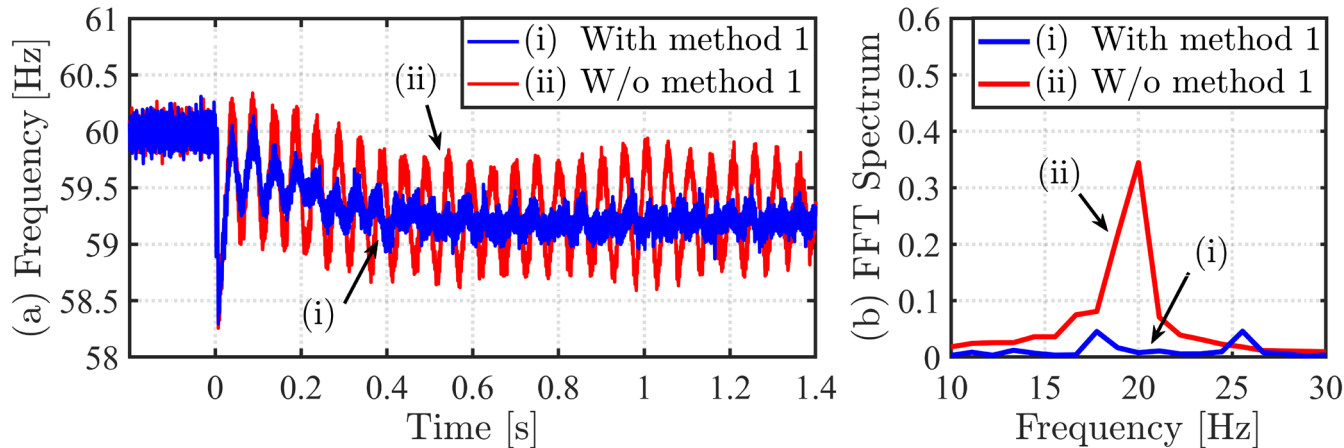 61
60
59.5
59
58.5
58
(a) Frequency [Hz]
0
0.2
0.4
0.6
0.8
1
1.2
1.4
Time [s]
(i) With method 1
(ii) W/o method 1
(ii)
(i)
0.6
0.5
0.4
0.3
0.2
0.1
0
(b) FFT Spectrum
10
15
20
25
30
Frequency [Hz]
(i) With method 1
(ii) W/o method 1
(ii)
(i)